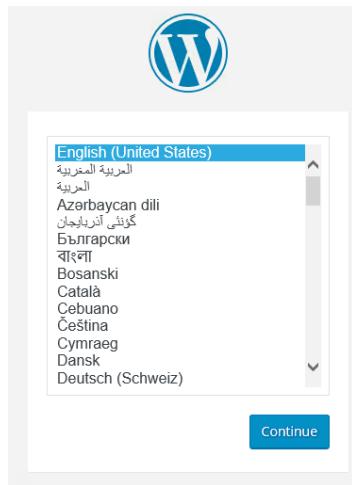 English (United States)
العربية المغربية
العربية
Azərbaycan dili
گؤنئی آذربایجان
Български
বাংলা
Bosanski
Català
Cebuano
Čeština
Cymraeg
Dansk
Deutsch (Schweiz)
Continue